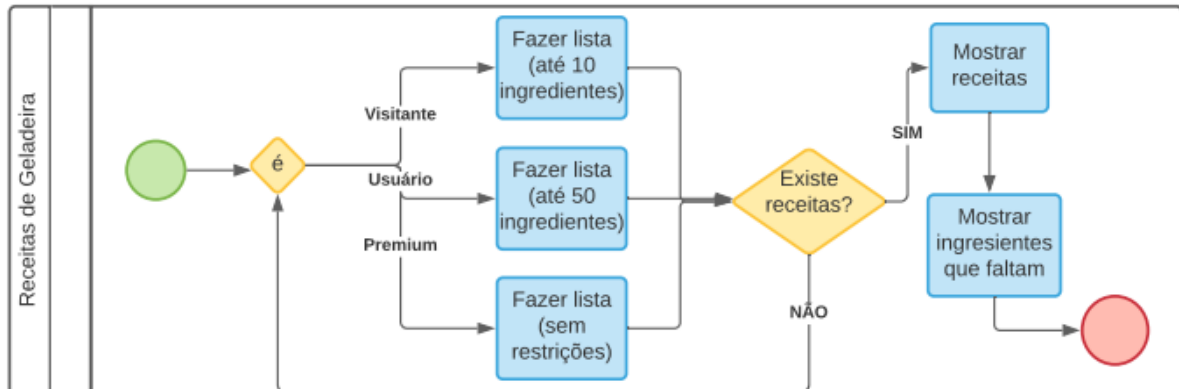 Receitas de Geladeira
é
Visitante
Usuário
Premium
Fazer lista
(até 10
ingredientes)
Fazer lista
(até 50
ingredientes)
Fazer lista
(sem
restrições)
Existe
receitas?
SIM
NÃO
Mostrar
receitas
Mostrar
ingresientes
que faltam